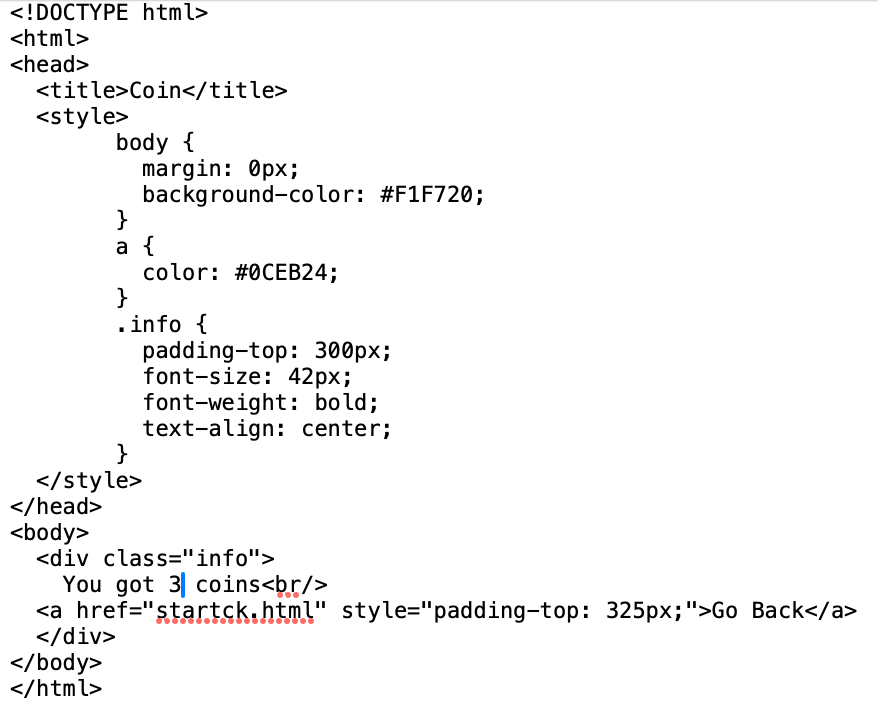 <!DOCTYPE html>
<html>
<head>
  <title>Coin</title>
  <style>
        body {
          margin: 0px;
          background-color: #F1F720;
        }
        a {
          color: #0CEB24;
        }
        .info {
          padding-top: 300px;
          font-size: 42px;
          font-weight: bold;
          text-align: center;
        }
  </style>
</head>
<body>
  <div class="info">
    You got 3 coins<br/>
  <a href="startck.html" style="padding-top: 325px;">Go Back</a>
  </div>
</body>
</html>